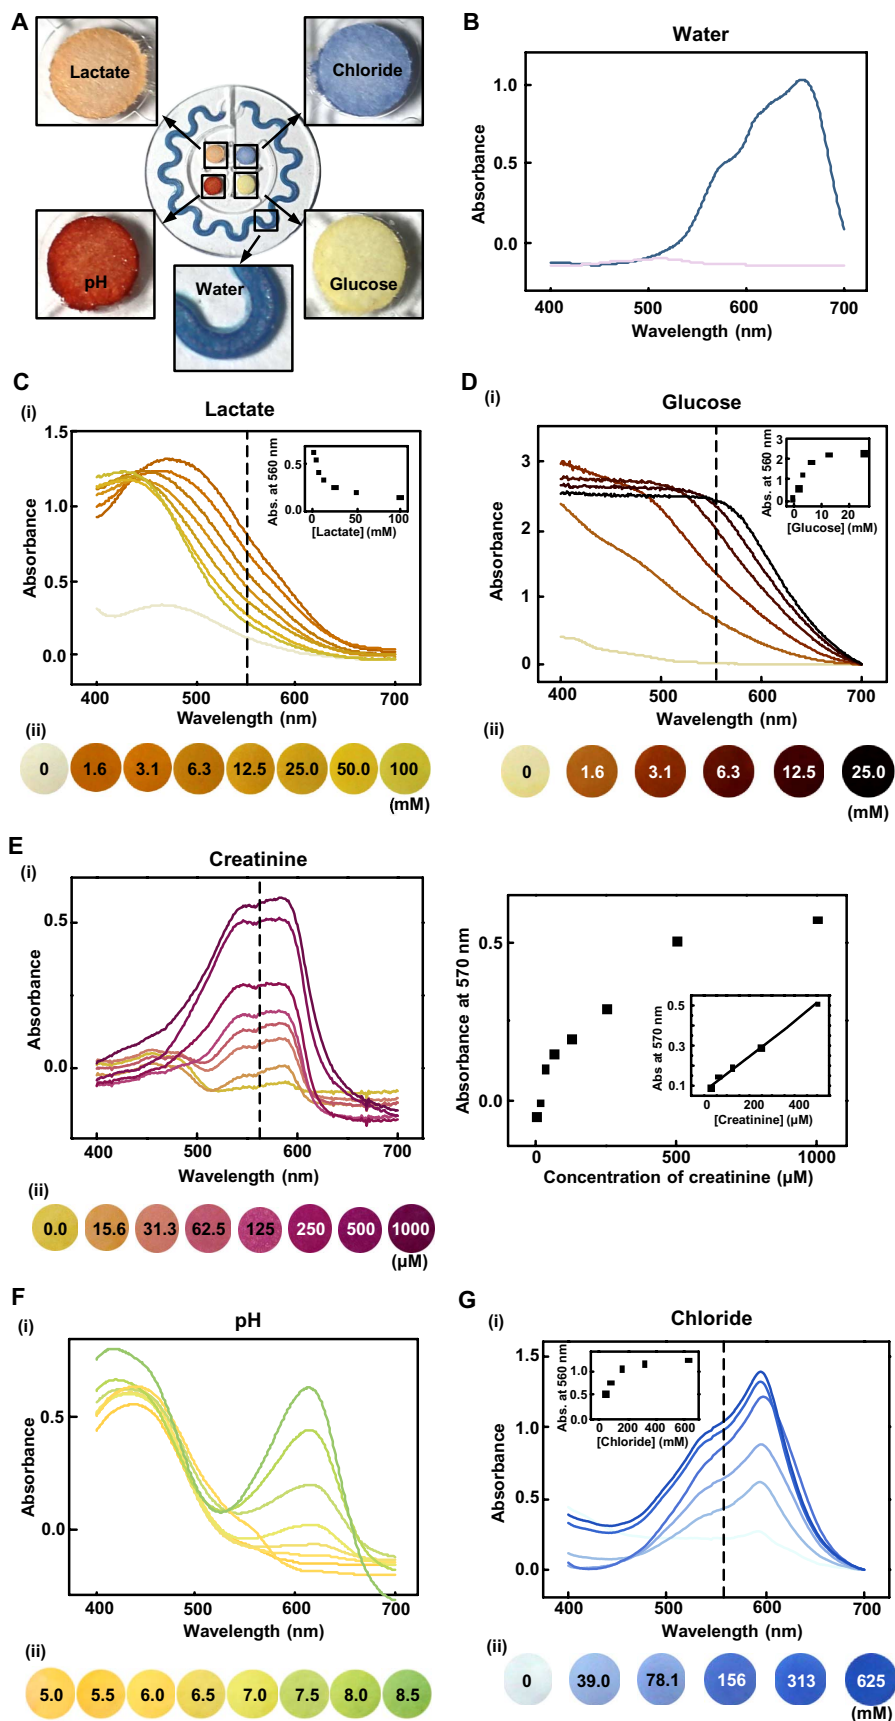 A
Lactate
Chloride
pH
Water
Glucose
B
Water
Absorbance
1.0
0.5
0.0
400 500 600 700
Wavelength (nm)
C
(i)
Lactate
Absorbance
1.5
1.0
0.5
0.0
400 500 600 700
Wavelength (nm)
Abs. at 560 nm
0.5
0.0
0 50 100
[Lactate] (mM)
(ii)
0 1.6 3.1 6.3 12.5 25.0 50.0 100
(mM)
D
(i)
Glucose
Absorbance
3
2
1
0
400 500 600 700
Wavelength (nm)
Abs. at 560 nm
3
2
1
0
0 10 20
[Glucose] (mM)
(ii)
0 1.6 3.1 6.3 12.5 25.0
(mM)
E
(i)
Creatinine
Absorbance
0.5
0.0
400 500 600 700
Wavelength (nm)
(ii)
0.0 15.6 31.3 62.5 125 250 500 1000
(µM)
Absorbance at 570 nm
0.5
0.0
0 500 1000
Concentration of creatinine (µM)
Abs at 570 nm
0.5
0.3
0.1
0 200 400
[Creatinine] (µM)
F
(i)
pH
Absorbance
0.5
0.0
400 500 600 700
Wavelength (nm)
(ii)
5.0 5.5 6.0 6.5 7.0 7.5 8.0 8.5
G
(i)
Chloride
Absorbance
1.5
1.0
0.5
0.0
400 500 600 700
Wavelength (nm)
Abs. at 560 nm
1.0
0.5
0.0
0 200 400 600
[Chloride] (mM)
(ii)
0 39.0 78.1 156 313 625
(mM)